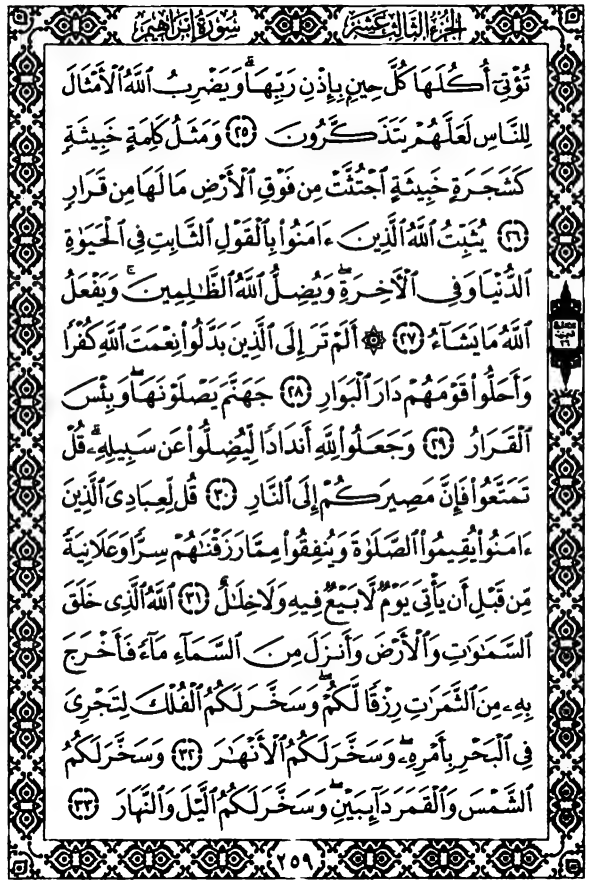 الجزء الثالث عشر سورة إبراهيم
تُؤْتِىٓ أُكُلَهَا كُلَّ حِينٍۭ بِإِذْنِ رَبِّهَاۗ وَيَضْرِبُ ٱللَّهُ ٱلْأَمْثَالَ
لِلنَّاسِ لَعَلَّهُمْ يَتَذَكَّرُونَ ٢٥ وَمَثَلُ كَلِمَةٍ خَبِيثَةٍ
كَشَجَرَةٍ خَبِيثَةٍ ٱجْتُثَّتْ مِن فَوْقِ ٱلْأَرْضِ مَا لَهَا مِن قَرَارٍ
٢٦ يُثَبِّتُ ٱللَّهُ ٱلَّذِينَ ءَامَنُوا۟ بِٱلْقَوْلِ ٱلثَّابِتِ فِى ٱلْحَيَوٰةِ
ٱلدُّنْيَا وَفِى ٱلْءَاخِرَةِۖ وَيُضِلُّ ٱللَّهُ ٱلظَّـٰلِمِينَۚ وَيَفْعَلُ
ٱللَّهُ مَا يَشَآءُ ٢٧ ۞ أَلَمْ تَرَ إِلَى ٱلَّذِينَ بَدَّلُوا۟ نِعْمَتَ ٱللَّهِ كُفْرًا
وَأَحَلُّوا۟ قَوْمَهُمْ دَارَ ٱلْبَوَارِ ٢٨ جَهَنَّمَ يَصْلَوْنَهَاۖ وَبِئْسَ
ٱلْقَرَارُ ٢٩ وَجَعَلُوا۟ لِلَّهِ أَندَادًا لِّيُضِلُّوا۟ عَن سَبِيلِهِۦۗ قُلْ
تَمَتَّعُوا۟ فَإِنَّ مَصِيرَكُمْ إِلَى ٱلنَّارِ ٣٠ قُل لِّعِبَادِىَ ٱلَّذِينَ
ءَامَنُوا۟ يُقِيمُوا۟ ٱلصَّلَوٰةَ وَيُنفِقُوا۟ مِمَّا رَزَقْنَـٰهُمْ سِرًّا وَعَلَانِيَةً
مِّن قَبْلِ أَن يَأْتِىَ يَوْمٌ لَّا بَيْعٌ فِيهِ وَلَا خِلَـٰلٌ ٣١ ٱللَّهُ ٱلَّذِى خَلَقَ
ٱلسَّمَـٰوَٰتِ وَٱلْأَرْضَ وَأَنزَلَ مِنَ ٱلسَّمَآءِ مَآءً فَأَخْرَجَ
بِهِۦ مِنَ ٱلثَّمَرَٰتِ رِزْقًا لَّكُمْۖ وَسَخَّرَ لَكُمُ ٱلْفُلْكَ لِتَجْرِىَ
فِى ٱلْبَحْرِ بِأَمْرِهِۦۖ وَسَخَّرَ لَكُمُ ٱلْأَنْهَـٰرَ ٣٢ وَسَخَّرَ لَكُمُ
ٱلشَّمْسَ وَٱلْقَمَرَ دَآئِبَيْنِۖ وَسَخَّرَ لَكُمُ ٱلَّيْلَ وَٱلنَّهَارَ ٣٣
٢٥٩